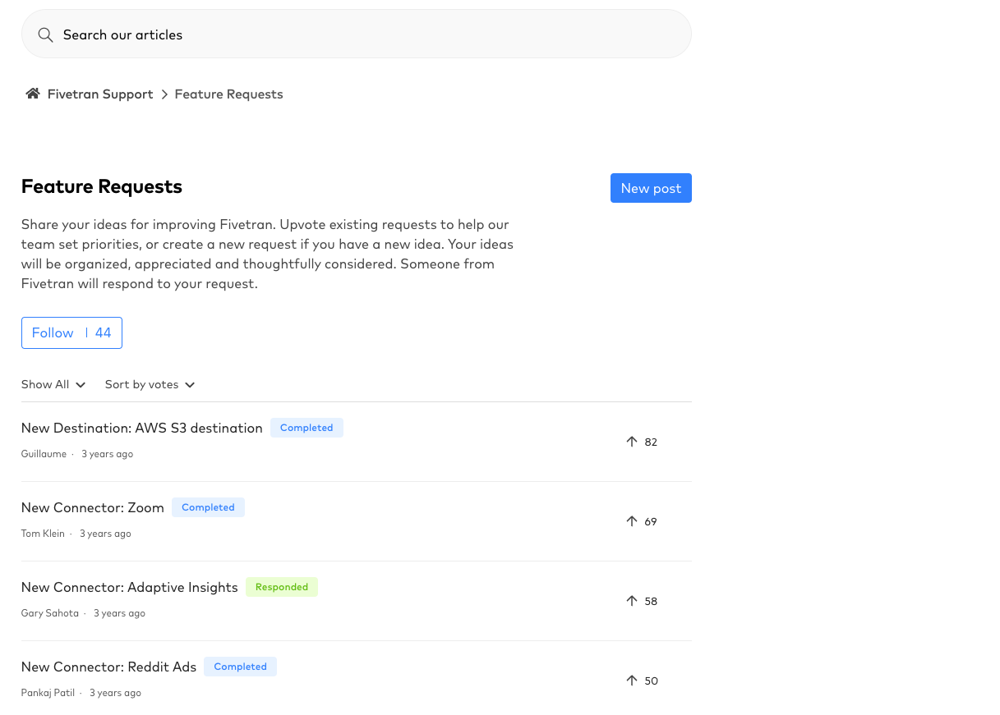 Search our articles
Fivetran Support > Feature Requests
Feature Requests
New post
Share your ideas for improving Fivetran. Upvote existing requests to help our
team set priorities, or create a new request if you have a new idea. Your ideas
will be organized, appreciated and thoughtfully considered. Someone from
Fivetran will respond to your request.
Follow | 44
Show All Sort by votes
New Destination: AWS S3 destination Completed
Guillaume · 3 years ago
82
New Connector: Zoom Completed
Tom Klein · 3 years ago
69
New Connector: Adaptive Insights Responded
Gary Sahota · 3 years ago
58
New Connector: Reddit Ads Completed
Pankaj Patil · 3 years ago
50